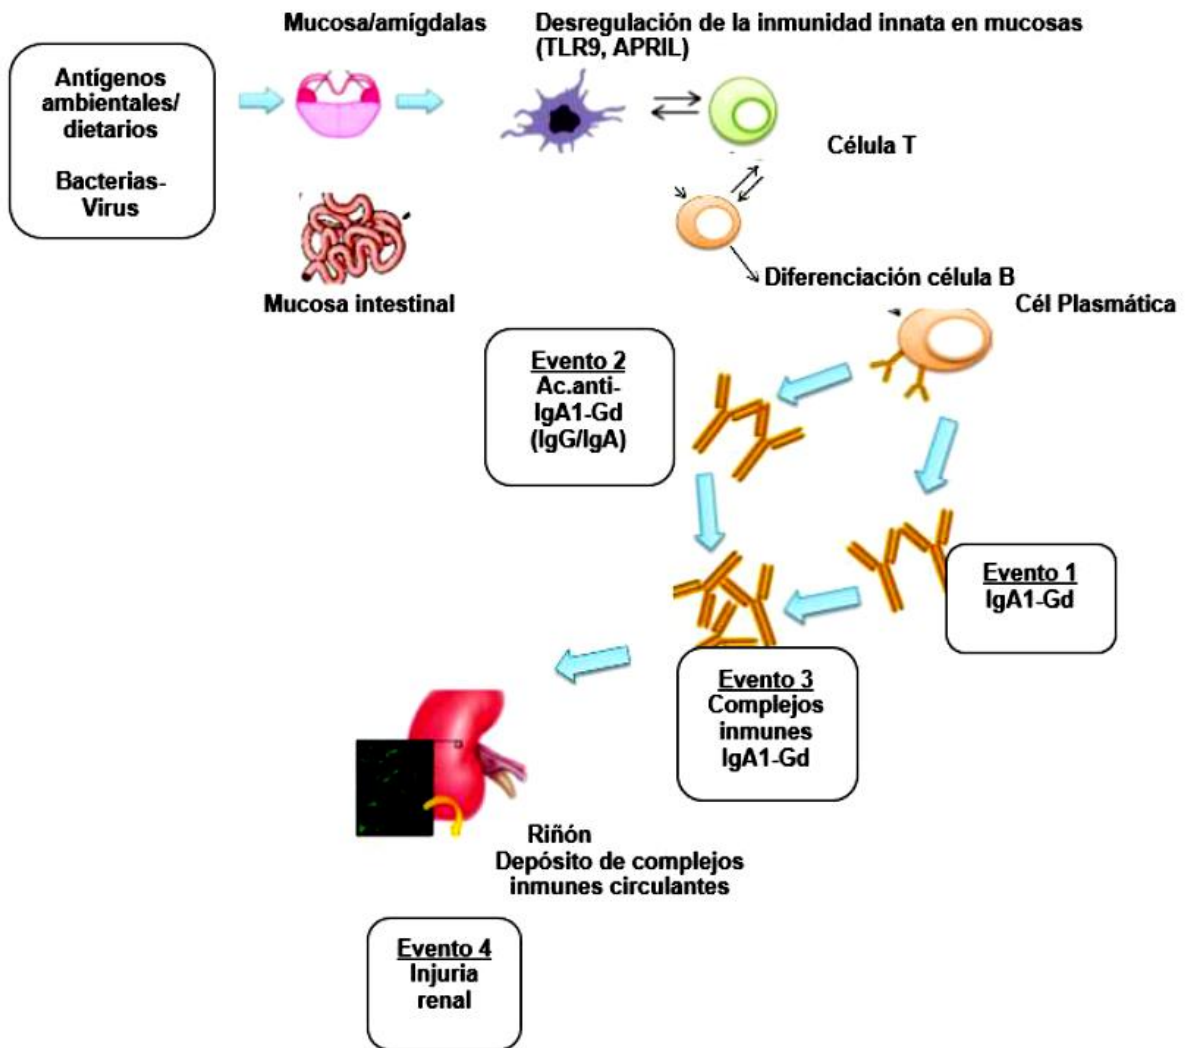 Mucosa/amígdalas
Desregulación de la inmunidad innata en mucosas
(TLR9, APRIL)
Antígenos
ambientales/
dietarios
Bacterias-
Virus
Célula T
Mucosa intestinal
Diferenciación célula B
Cél Plasmática
Evento 2
Ac.anti-
IgA1-Gd
(IgG/IgA)
Evento 1
IgA1-Gd
Evento 3
Complejos
inmunes
IgA1-Gd
Riñón
Depósito de complejos
inmunes circulantes
Evento 4
Injuria
renal